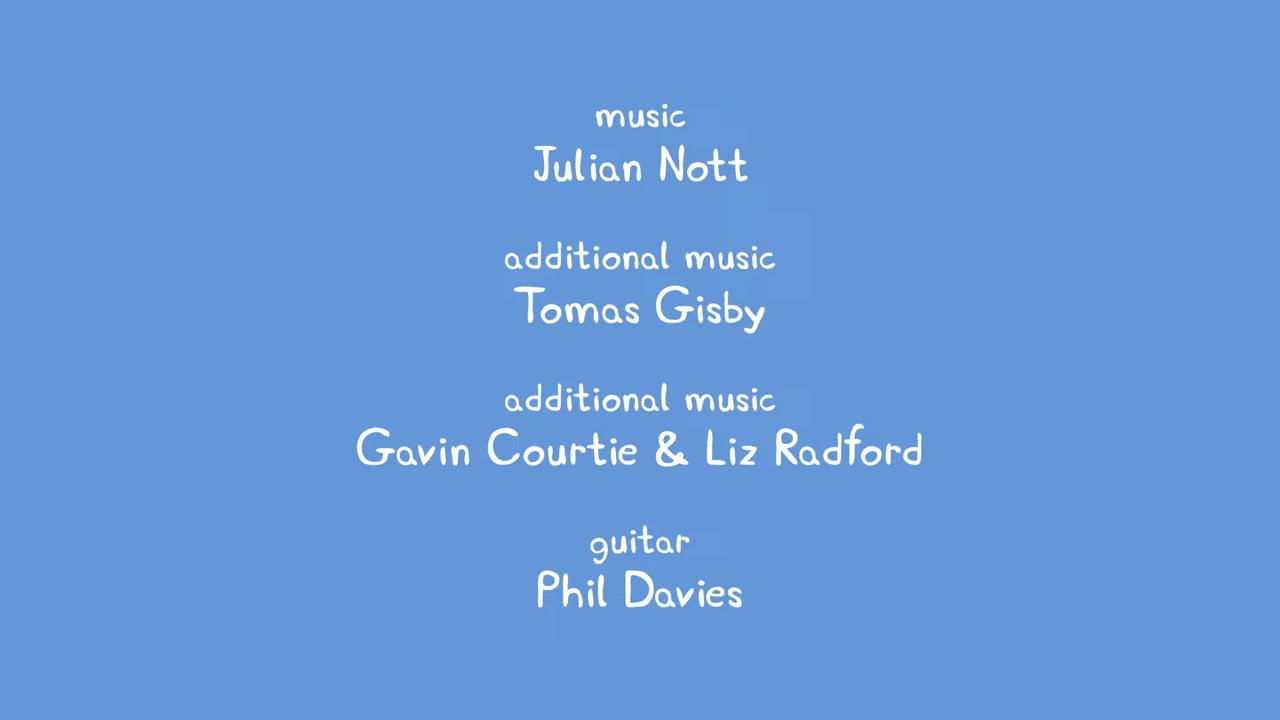 music
Julian Nott
additional music
Tomas Gisby
additional music
Gavin Courtie & Liz Radford
guitar
Phil Davies